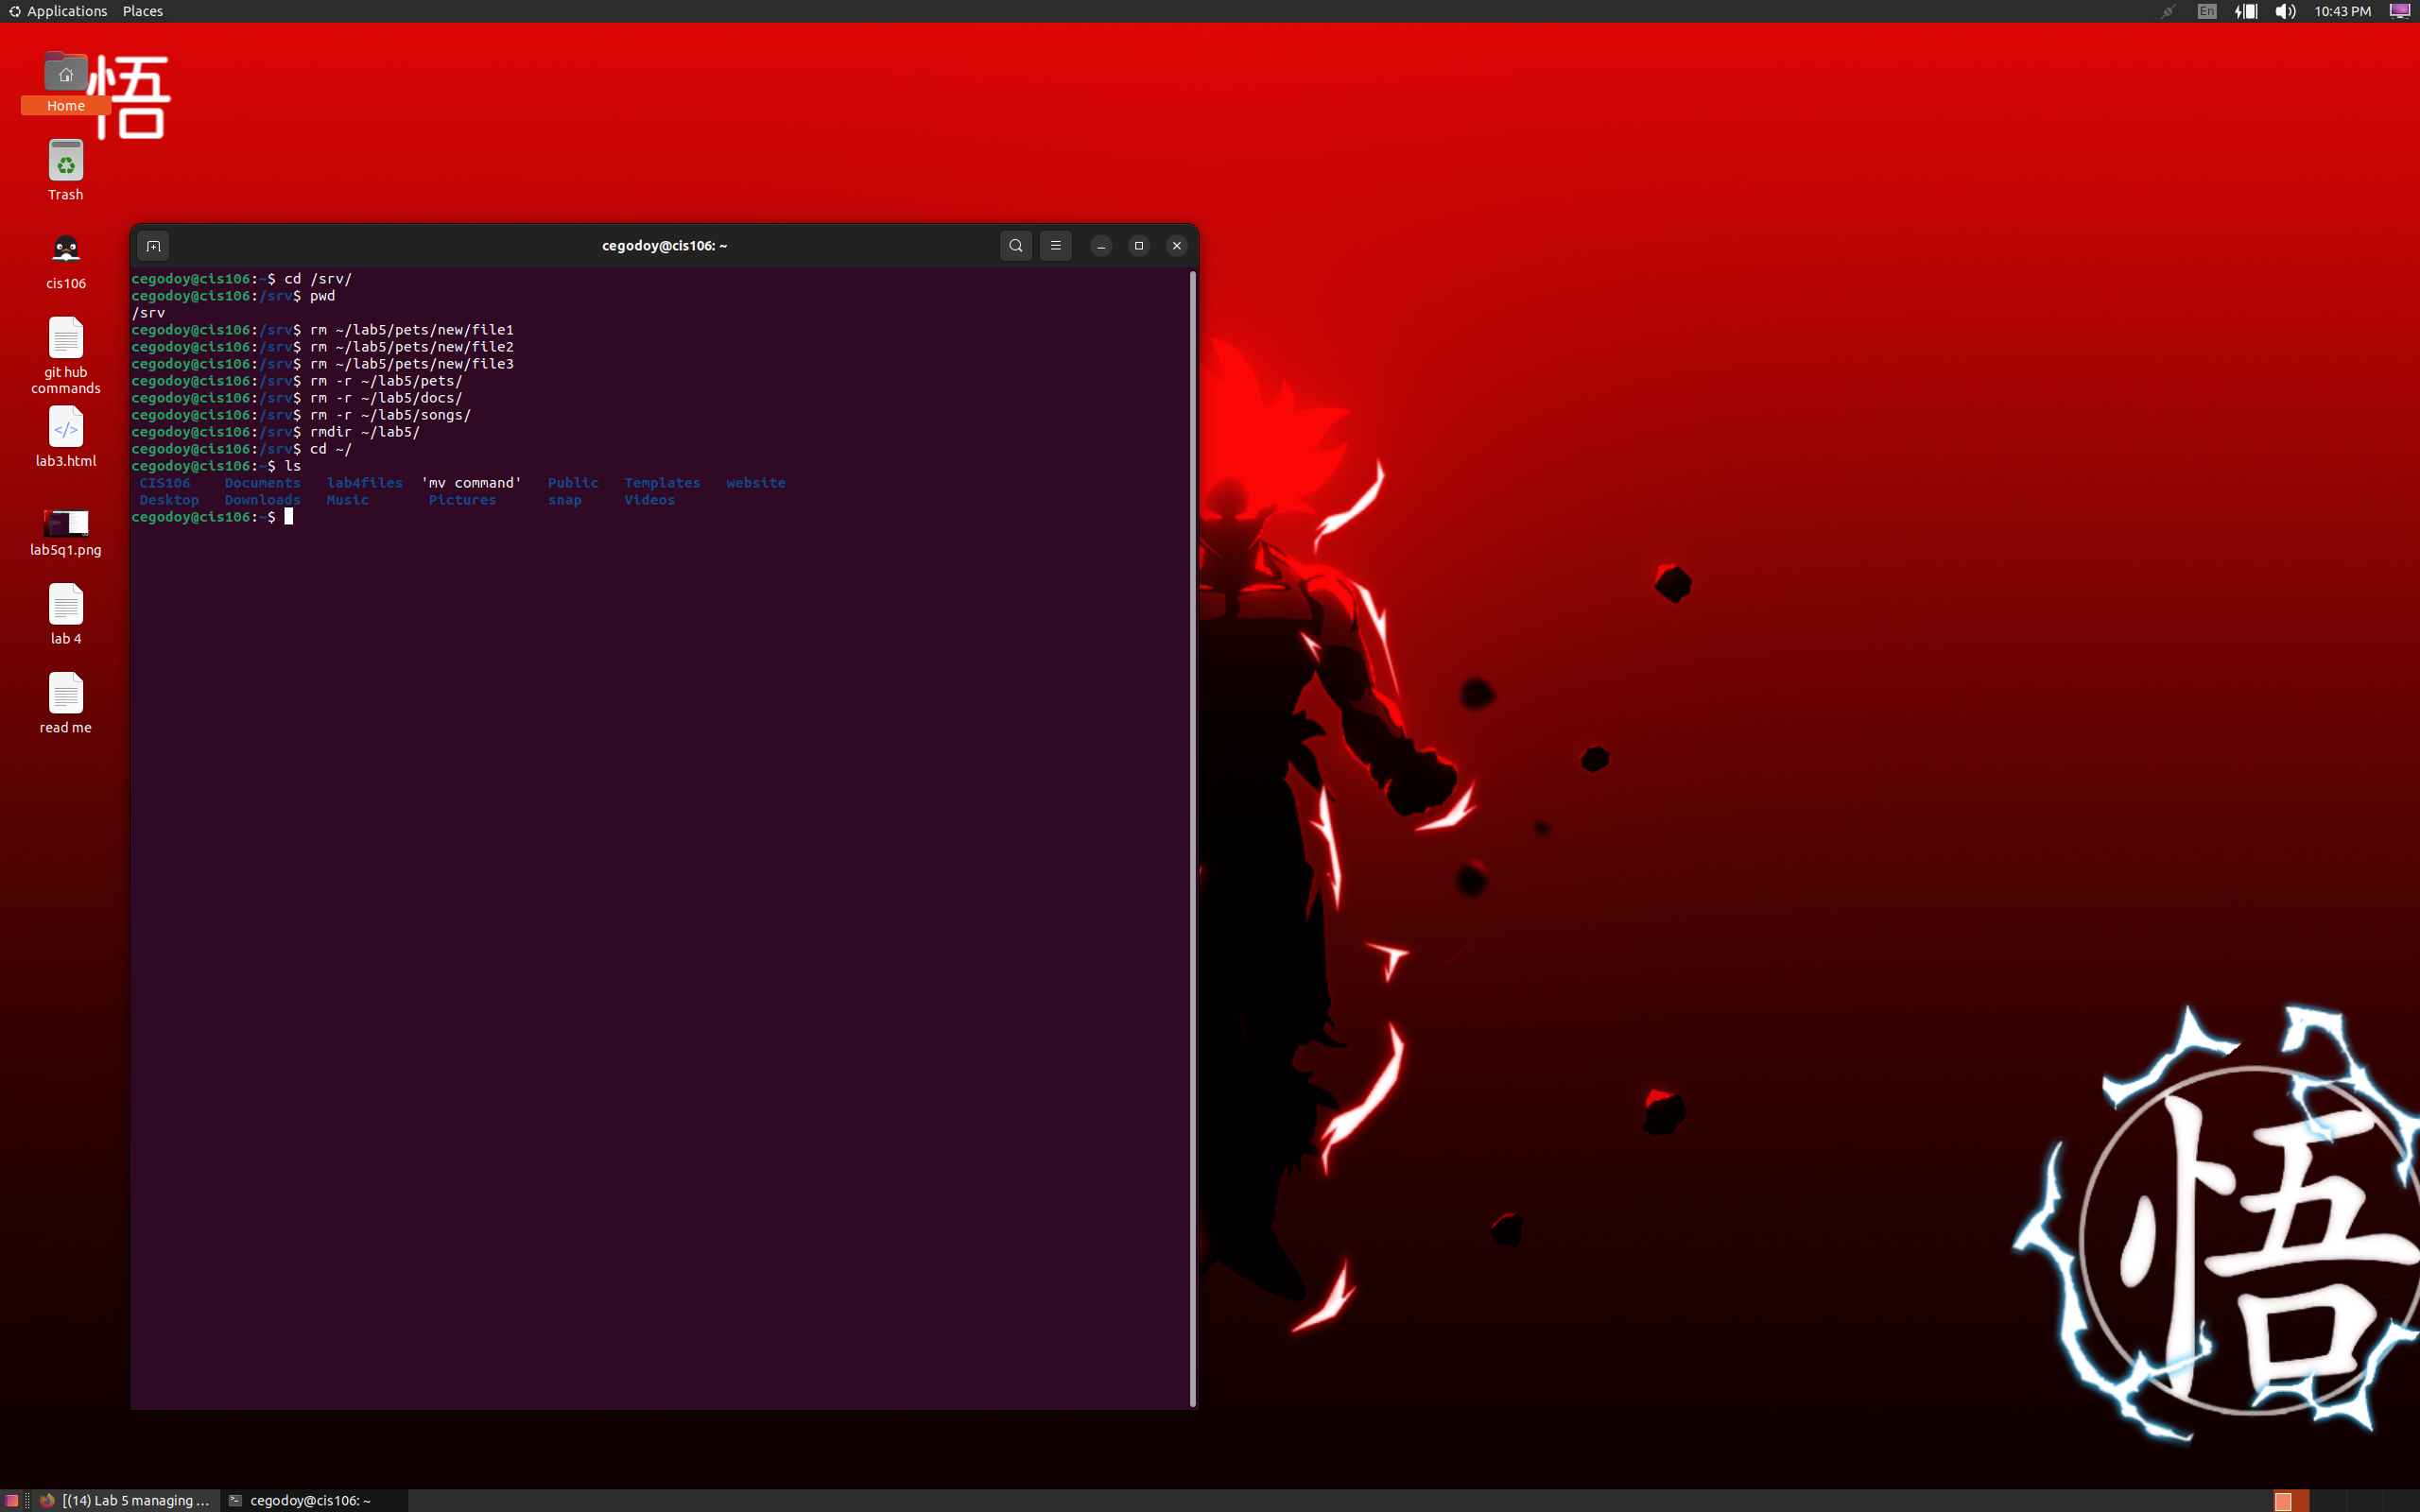 Applications Places
En 10:43 PM
悟
Home
Trash
cis106
git hub
commands
lab3.html
lab5q1.png
lab 4
read me
cegodoy@cis106: ~
cegodoy@cis106:~$ cd /srv/
cegodoy@cis106:/srv$ pwd
/srv
cegodoy@cis106:/srv$ rm ~/lab5/pets/new/file1
cegodoy@cis106:/srv$ rm ~/lab5/pets/new/file2
cegodoy@cis106:/srv$ rm ~/lab5/pets/new/file3
cegodoy@cis106:/srv$ rm -r ~/lab5/pets/
cegodoy@cis106:/srv$ rm -r ~/lab5/docs/
cegodoy@cis106:/srv$ rm -r ~/lab5/songs/
cegodoy@cis106:/srv$ rmdir ~/lab5/
cegodoy@cis106:/srv$ cd ~/
cegodoy@cis106:~$ ls
CIS106 Documents lab4files 'mv command' Public Templates website
Desktop Downloads Music Pictures snap Videos
cegodoy@cis106:~$
悟
[(14) Lab 5 managing ... cegodoy@cis106: ~